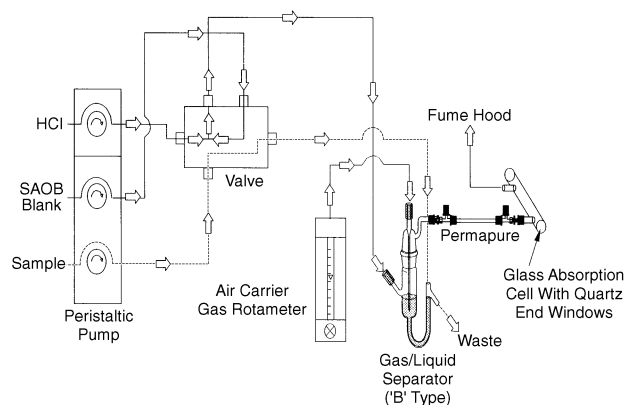 HCl
SAOB
Blank
Sample
Peristaltic
Pump
Valve
Air Carrier
Gas Rotameter
Fume Hood
Permapure
Glass Absorption
Cell With Quartz
End Windows
Waste
Gas/Liquid
Separator
('B' Type)